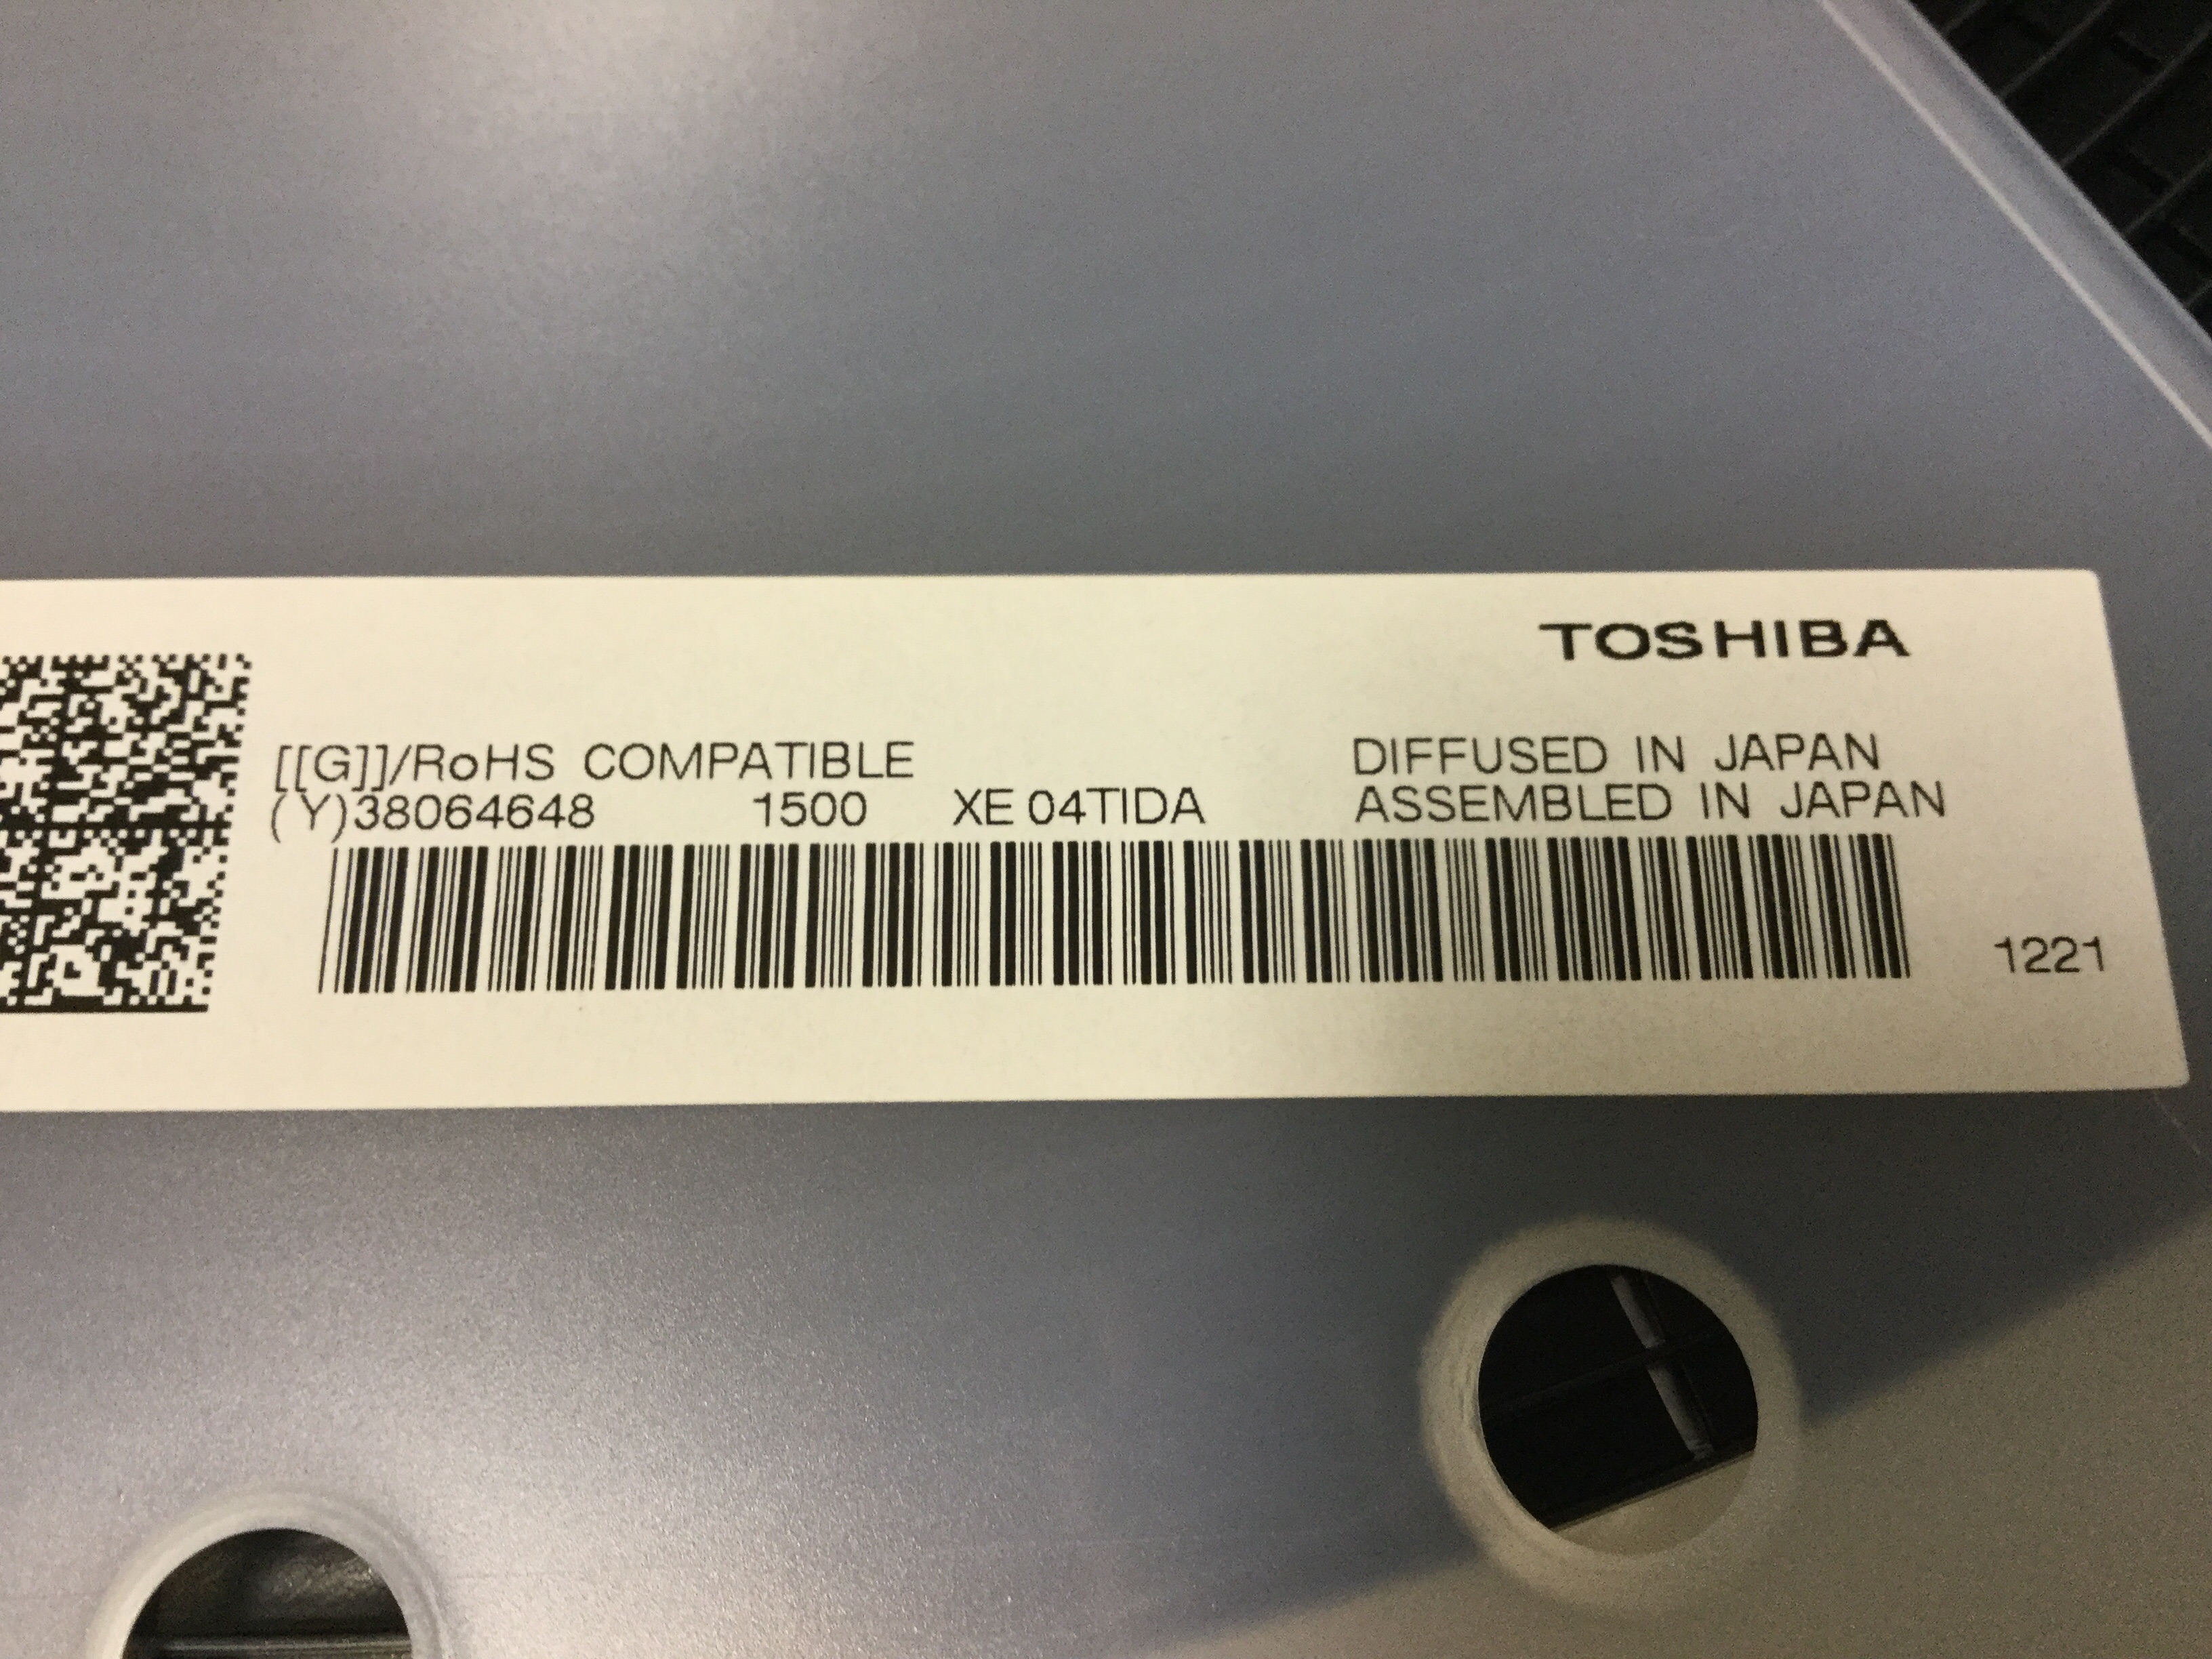 TOSHIBA
[[G]]/RoHS COMPATIBLE DIFFUSED IN JAPAN
(Y)38064648 1500 XE 04TIDA ASSEMBLED IN JAPAN
1221